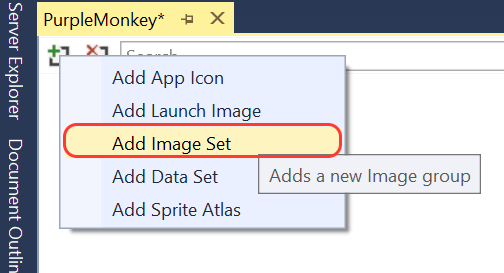 PurpleMonkey*
Server Explorer
Document Outlin
Search
Add App Icon
Add Launch Image
Add Image Set
Adds a new Image group
Add Data Set
Add Sprite Atlas